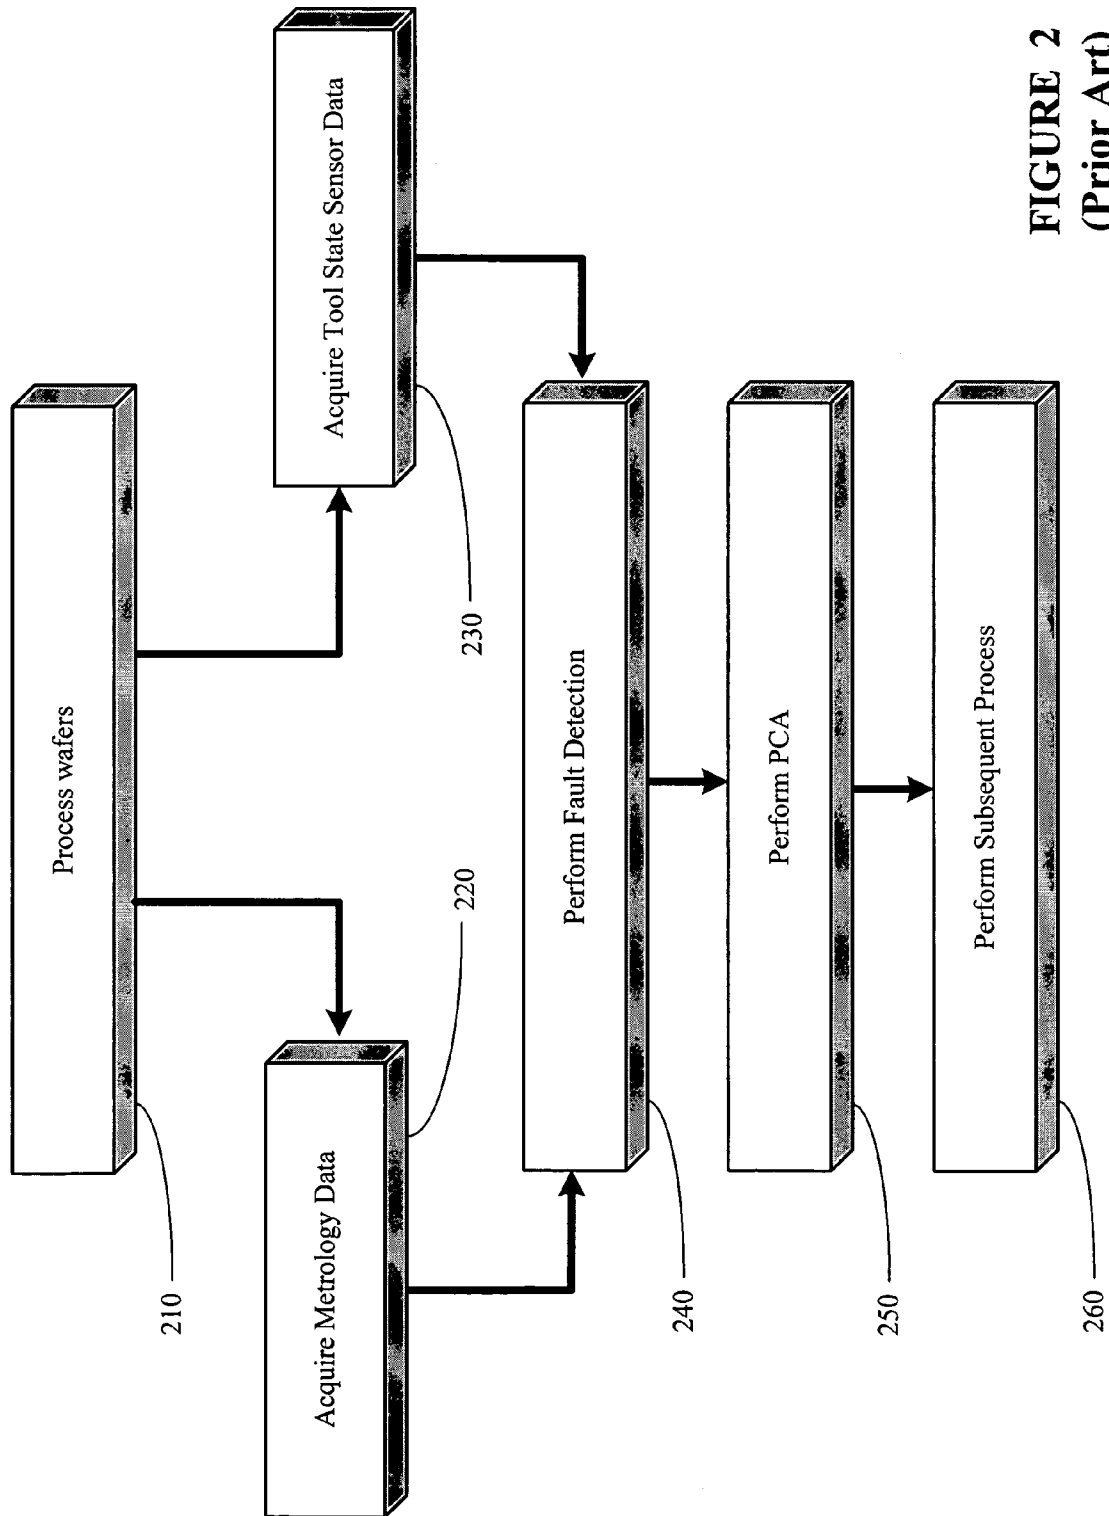 Process wafers
210
Acquire Metrology Data
220
Acquire Tool State Sensor Data
230
Perform Fault Detection
240
Perform PCA
250
Perform Subsequent Process
260
FIGURE 2
(Prior Art)